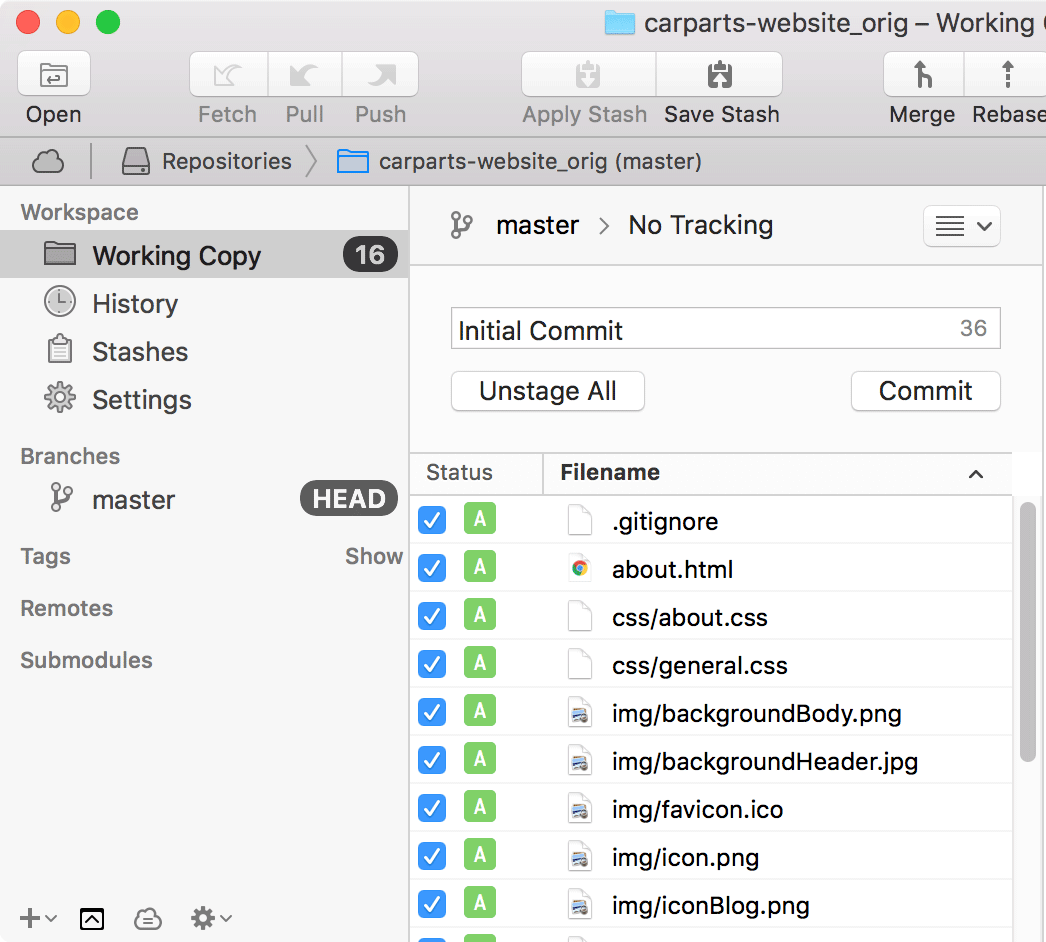 carparts-website_orig – Working
Open
Fetch
Pull
Push
Apply Stash
Save Stash
Merge
Rebase
Repositories
carparts-website_orig (master)
Workspace
Working Copy 16
History
Stashes
Settings
Branches
master HEAD
Tags Show
Remotes
Submodules
master > No Tracking
Initial Commit 36
Unstage All
Commit
Status Filename
A .gitignore
A about.html
A css/about.css
A css/general.css
A img/backgroundBody.png
A img/backgroundHeader.jpg
A img/favicon.ico
A img/icon.png
A img/iconBlog.png